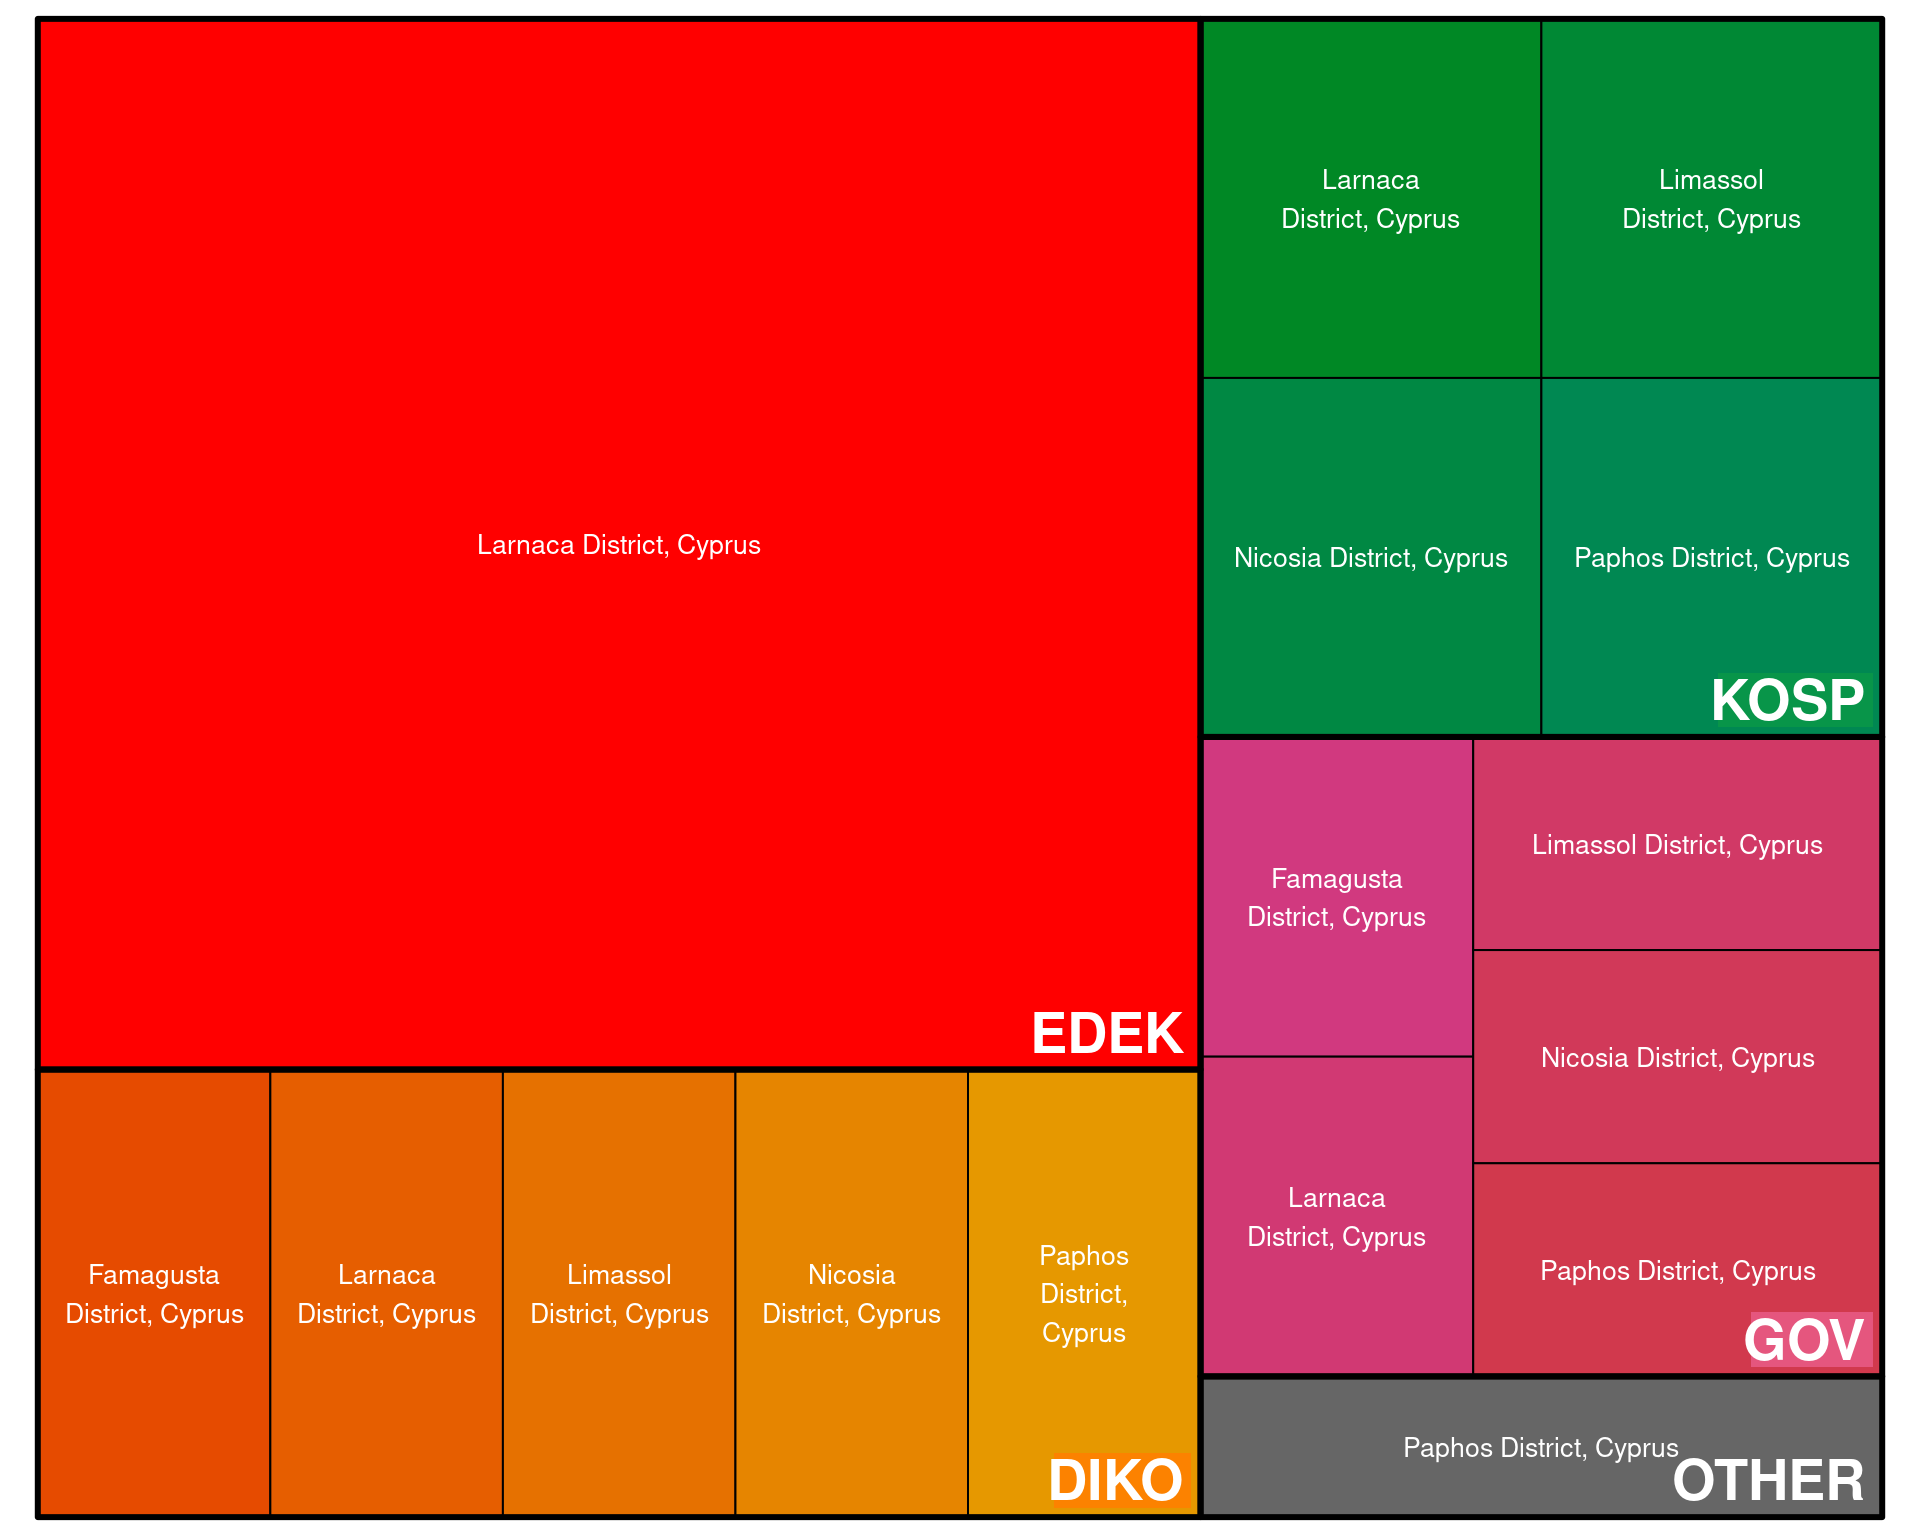 Larnaca District, Cyprus
EDEK
Famagusta
District, Cyprus
Larnaca
District, Cyprus
Limassol
District, Cyprus
Nicosia
District, Cyprus
Paphos
District,
Cyprus
DIKO
Larnaca
District, Cyprus
Limassol
District, Cyprus
Nicosia District, Cyprus
Paphos District, Cyprus
KOSP
Famagusta
District, Cyprus
Larnaca
District, Cyprus
Limassol District, Cyprus
Nicosia District, Cyprus
Paphos District, Cyprus
GOV
Paphos District, Cyprus
OTHER